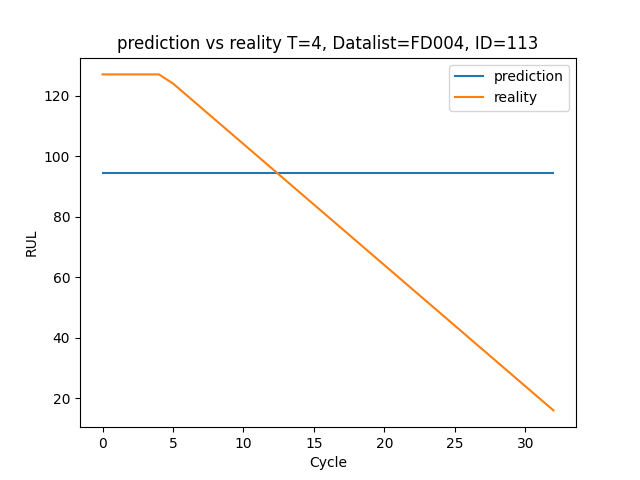 prediction vs reality T=4, Datalist=FD004, ID=113
prediction
reality
RUL
120
100
80
60
40
20
0 5 10 15 20 25 30
Cycle